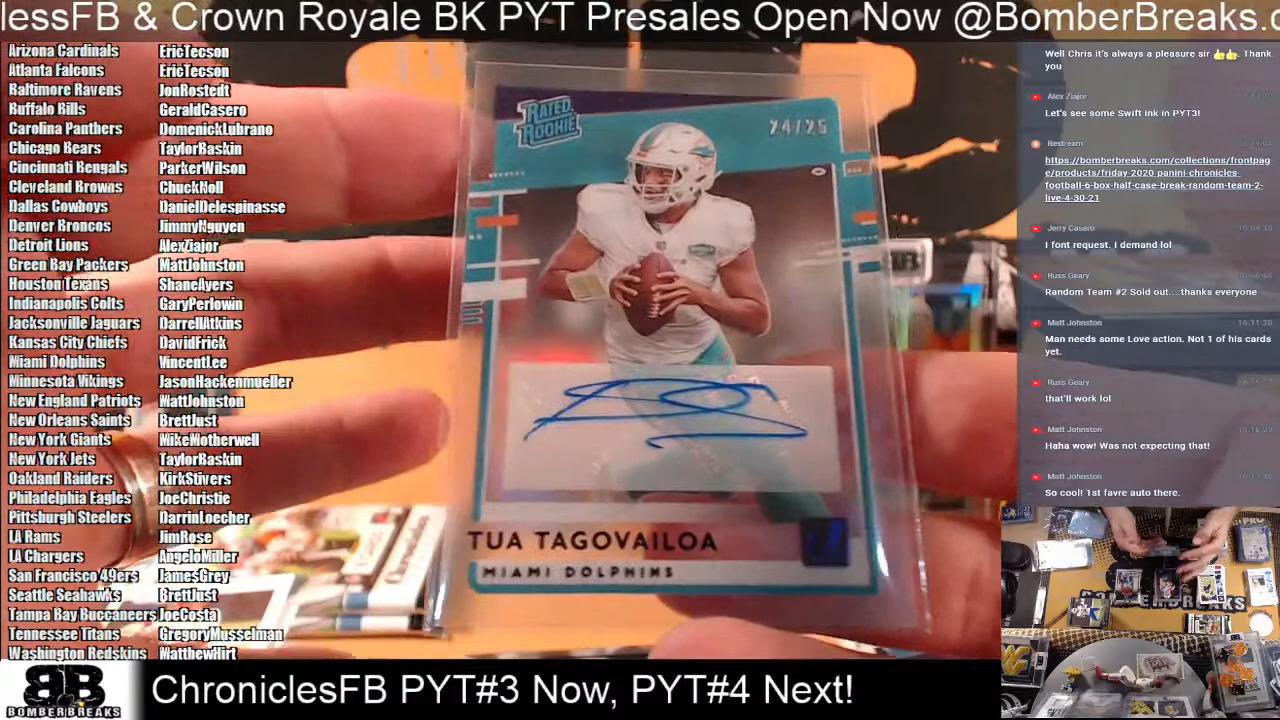 lessFB & Crown Royale BK PYT Presales Open Now @BomberBreaks.c
Arizona Cardinals EricTecson
Atlanta Falcons EricTecson
Baltimore Ravens JonRostedt
Buffalo Bills GeraldCasero
Carolina Panthers DomenickLubrano
Chicago Bears TaylorBaskin
Cincinnati Bengals ParkerWilson
Cleveland Browns ChuckNoll
Dallas Cowboys DanielDelespinasse
Denver Broncos JimmyNguyen
Detroit Lions AlexZiajor
Green Bay Packers MattJohnston
Houston Texans ShaneAyers
Indianapolis Colts GaryPerlowin
Jacksonville Jaguars DarrellAtkins
Kansas City Chiefs DavidFrick
Miami Dolphins VincentLee
Minnesota Vikings JasonHackenmueller
New England Patriots MattJohnston
New Orleans Saints BrettJust
New York Giants MikeMotherwell
New York Jets TaylorBaskin
Oakland Raiders KirkStivers
Philadelphia Eagles JoeChristie
Pittsburgh Steelers DarrinLoecher
LA Rams JimRose
LA Chargers AngeloMiller
San Francisco 49ers JamesGrey
Seattle Seahawks BrettJust
Tampa Bay Buccaneers JoeCosta
Tennessee Titans GregoryMusselman
Washington Redskins MatthewHirt
RATED
ROOKIE
24/25
TUA TAGOVAILOA
MIAMI DOLPHINS
Well Chris it's always a pleasure sir 👍👍. Thank
you
Alex Ziajor
Let's see some Swift ink in PYT3!
Restream
https://bomberbreaks.com/collections/frontpag
e/products/friday-2020-panini-chronicles-
football-6-box-half-case-break-random-team-2-
live-4-30-21
Jerry Casero
I font request. I demand lol
Russ Geary
Random Team #2 Sold out....thanks everyone
Matt Johnston 16:11:20
Man needs some Love action. Not 1 of his cards
yet.
Russ Geary
that'll work lol
Matt Johnston
Haha wow! Was not expecting that!
Matt Johnston
So cool! 1st favre auto there.
BB
BOMBERBREAKS
ChroniclesFB PYT#3 Now, PYT#4 Next!